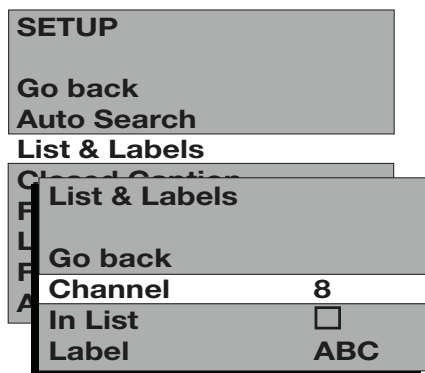 SETUP
Go back
Auto Search
List & Labels
List & Labels
Go back
Channel 8
In List ☐
Label ABC